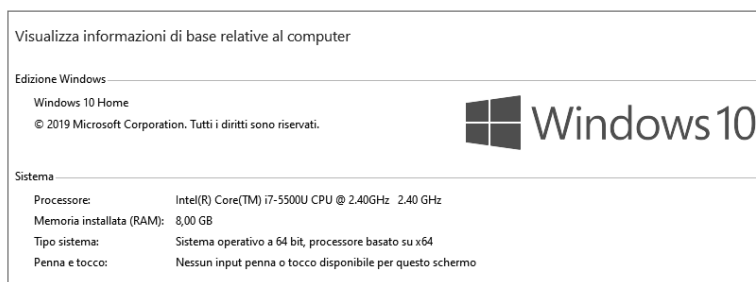 Visualizza informazioni di base relative al computer
Edizione Windows
Windows 10 Home
© 2019 Microsoft Corporation. Tutti i diritti sono riservati.
Windows 10
Sistema
Processore: Intel(R) Core(TM) i7-5500U CPU @ 2.40GHz 2.40 GHz
Memoria installata (RAM): 8,00 GB
Tipo sistema: Sistema operativo a 64 bit, processore basato su x64
Penna e tocco: Nessun input penna o tocco disponibile per questo schermo